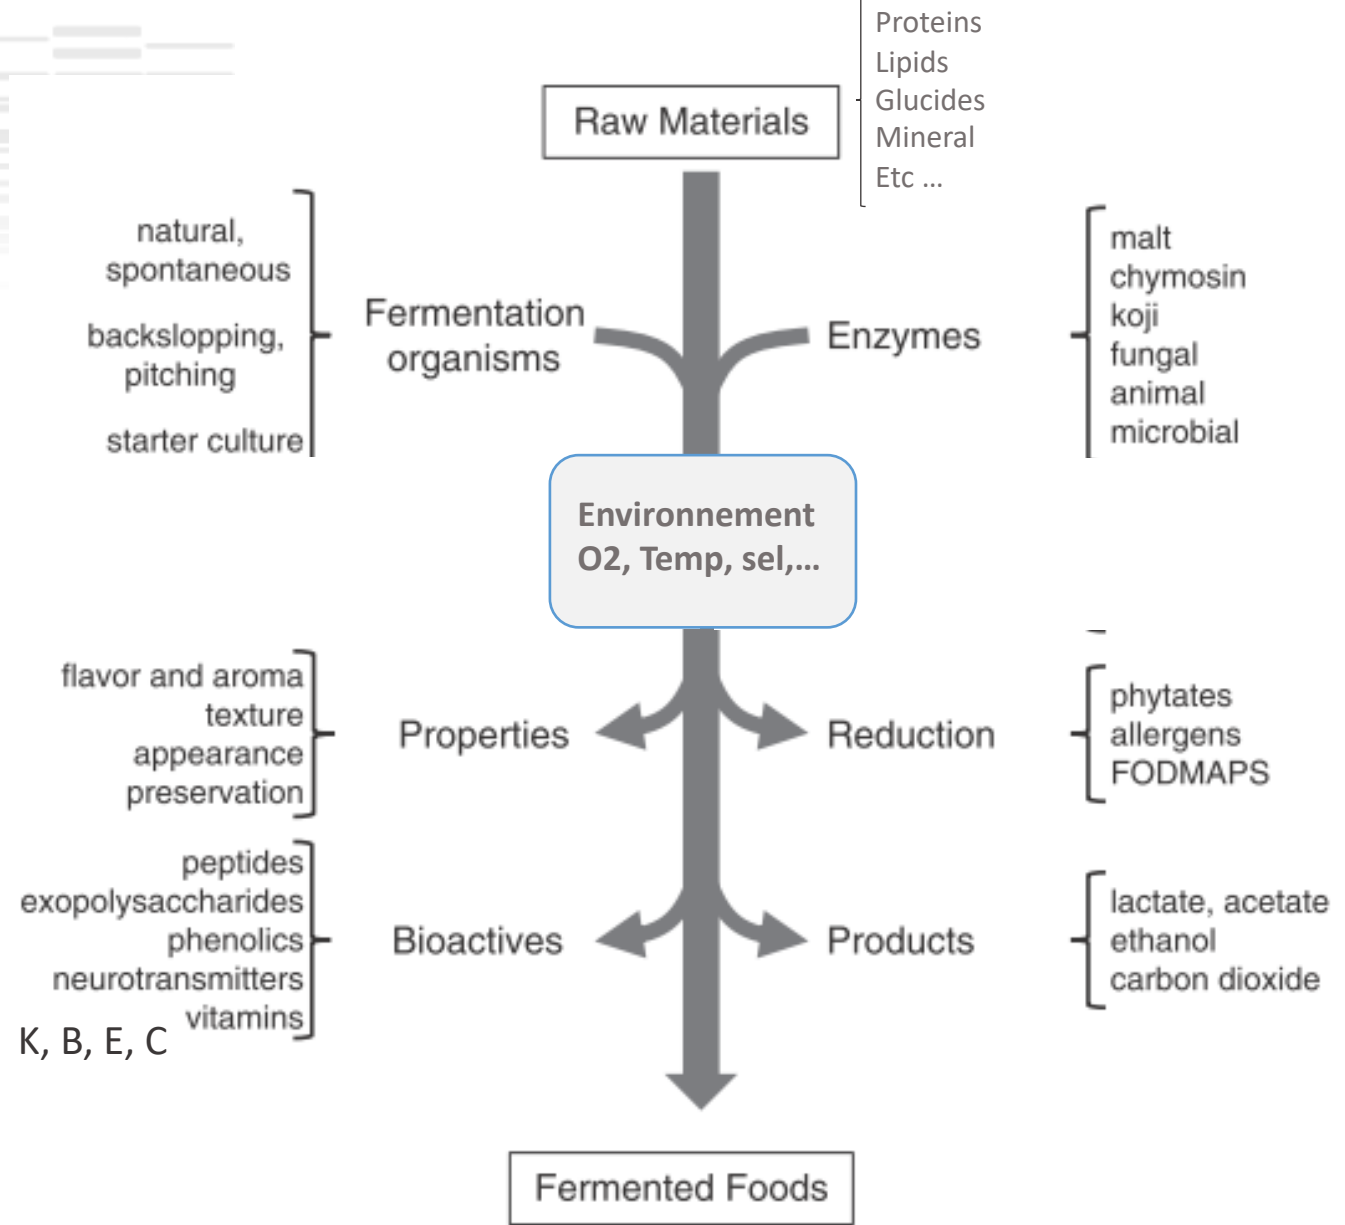 Proteins
Lipids
Glucides
Mineral
Etc ...
Raw Materials
natural,
spontaneous
backslopping,
pitching
starter culture
Fermentation
organisms
Enzymes
malt
chymosin
koji
fungal
animal
microbial
Environnement
O2, Temp, sel,...
flavor and aroma
texture
appearance
preservation
Properties
Reduction
phytates
allergens
FODMAPS
peptides
exopolysaccharides
phenolics
neurotransmitters
vitamins
K, B, E, C
Bioactives
Products
lactate, acetate
ethanol
carbon dioxide
Fermented Foods